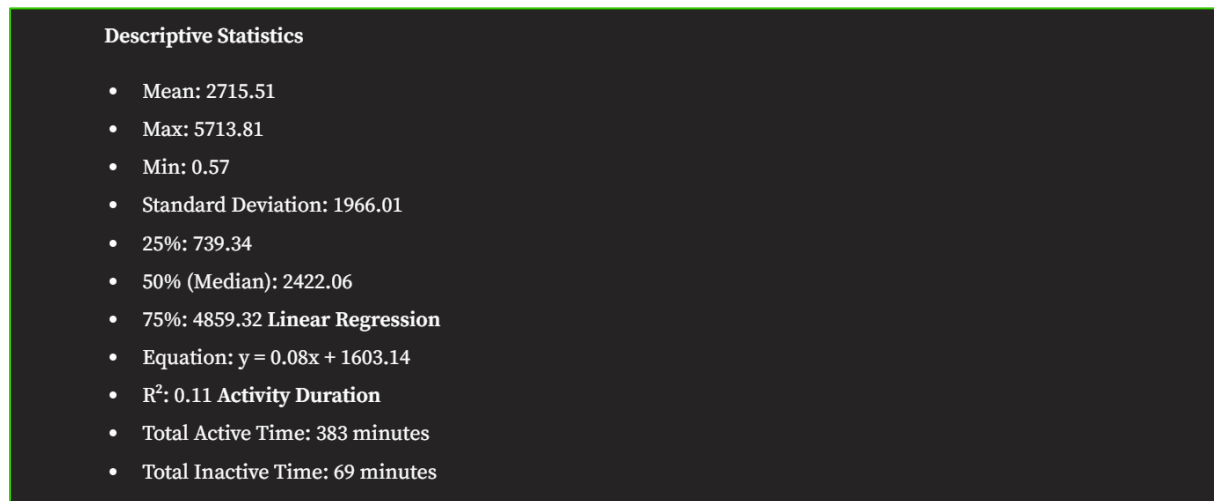 Descriptive Statistics
• Mean: 2715.51
• Max: 5713.81
• Min: 0.57
• Standard Deviation: 1966.01
• 25%: 739.34
• 50% (Median): 2422.06
• 75%: 4859.32 Linear Regression
• Equation: y = 0.08x + 1603.14
• R²: 0.11 Activity Duration
• Total Active Time: 383 minutes
• Total Inactive Time: 69 minutes